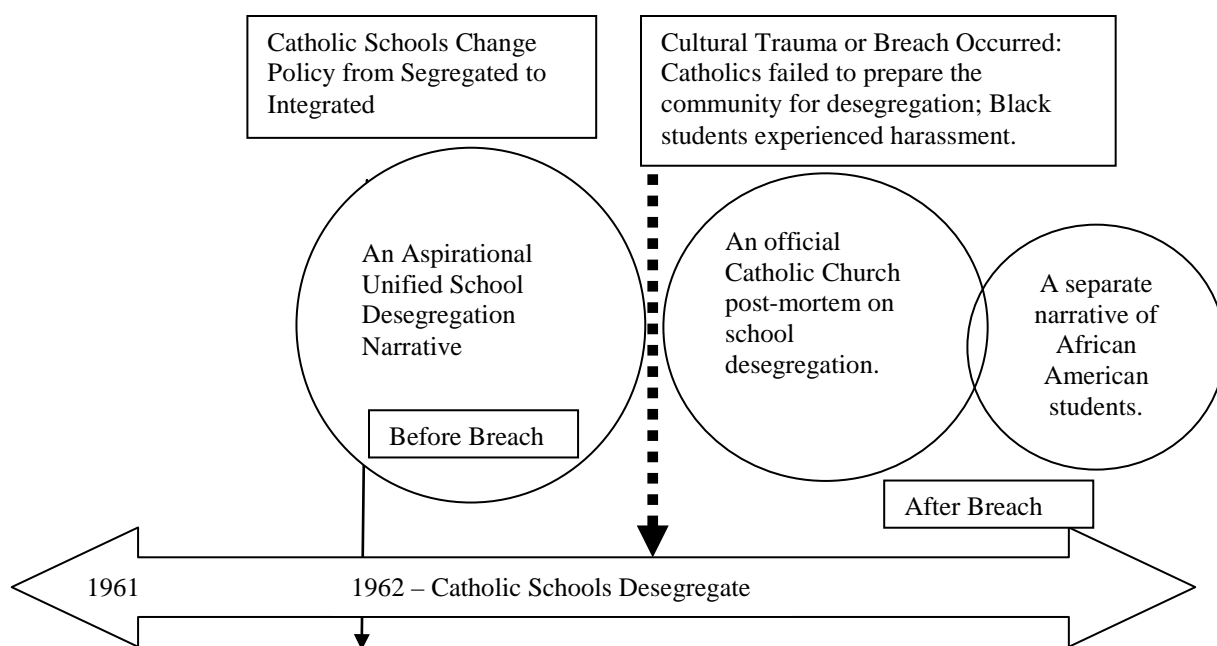 Catholic Schools Change
Policy from Segregated to
Integrated
Cultural Trauma or Breach Occurred:
Catholics failed to prepare the
community for desegregation; Black
students experienced harassment.
An Aspirational
Unified School
Desegregation
Narrative
Before Breach
An official
Catholic Church
post-mortem on
school
desegregation.
A separate
narrative of
African
American
students.
After Breach
1961
1962 – Catholic Schools Desegregate